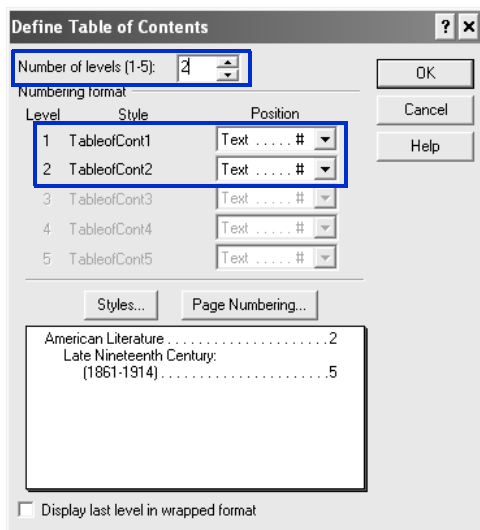 Define Table of Contents ? ×
Number of levels (1-5): 2
OK
Numbering format
Cancel
Level Style Position
Help
1 TableofCont1 Text ..... #
2 TableofCont2 Text ..... #
3 TableofCont3 Text ..... #
4 TableofCont4 Text ..... #
5 TableofCont5 Text ..... #
Styles... Page Numbering...
American Literature . . . . . . . . . . . . . . . . . . . . . 2
Late Nineteenth Century:
(1861-1914) . . . . . . . . . . . . . . . . . . . . . 5
Display last level in wrapped format